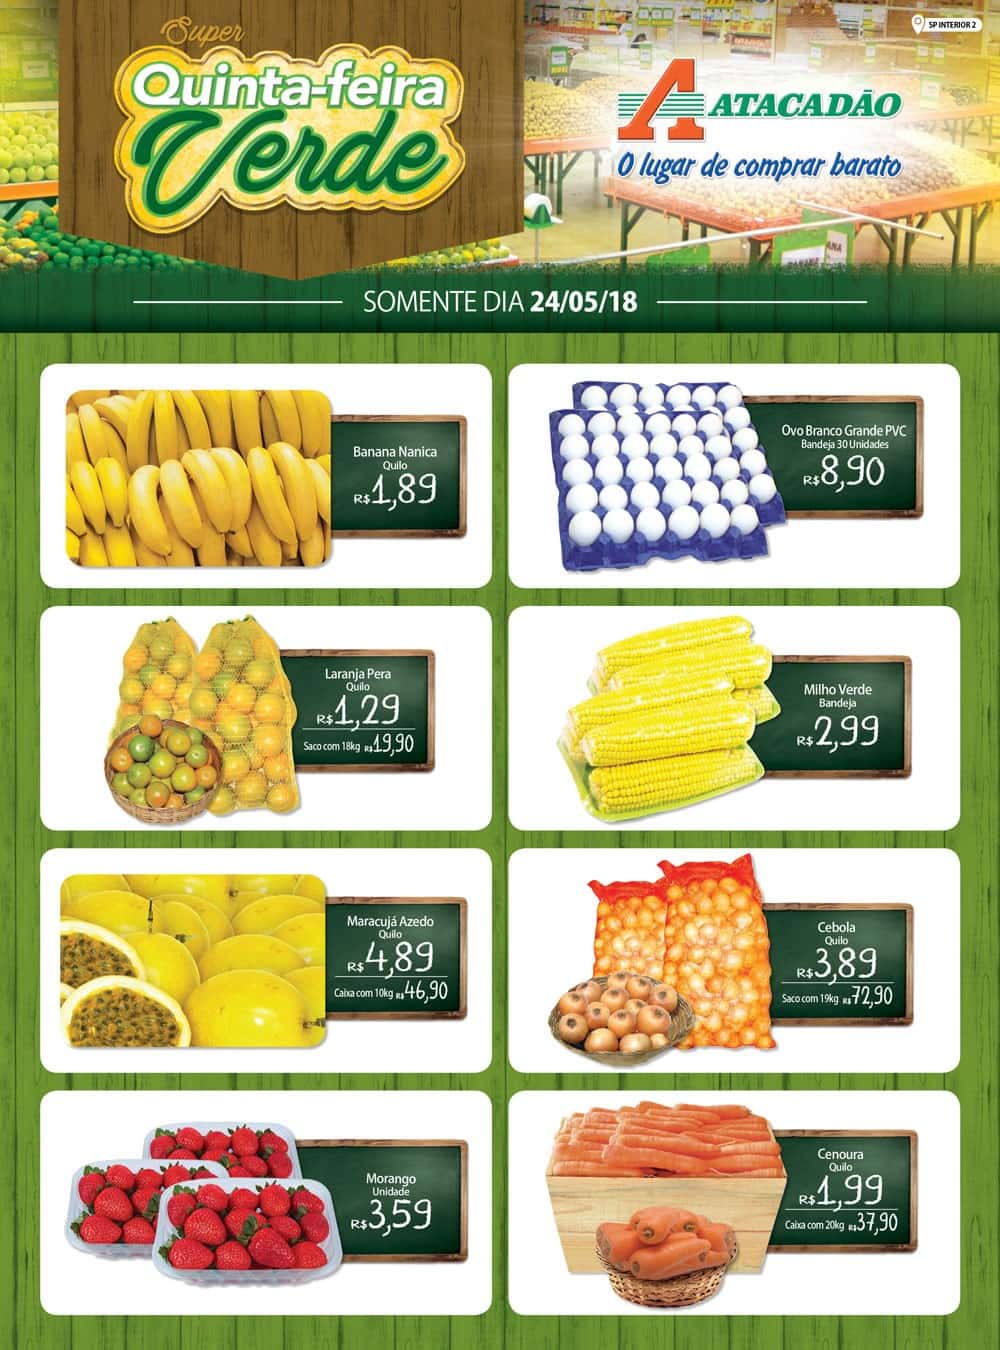 Super
Quinta-feira
Verde
SP INTERIOR 2
A ATACADÃO
O lugar de comprar barato
SOMENTE DIA 24/05/18
Banana Nanica
Quilo
R$1,89
Ovo Branco Grande PVC
Bandeja 30 Unidades
R$8,90
Laranja Pera
Quilo
R$1,29
Saco com 18kg R$19,90
Milho Verde
Bandeja
R$2,99
Maracujá Azedo
Quilo
R$4,89
Caixa com 10kg R$46,90
Cebola
Quilo
R$3,89
Saco com 19kg R$72,90
Morango
Unidade
R$3,59
Cenoura
Quilo
R$1,99
Caixa com 20kg R$37,90